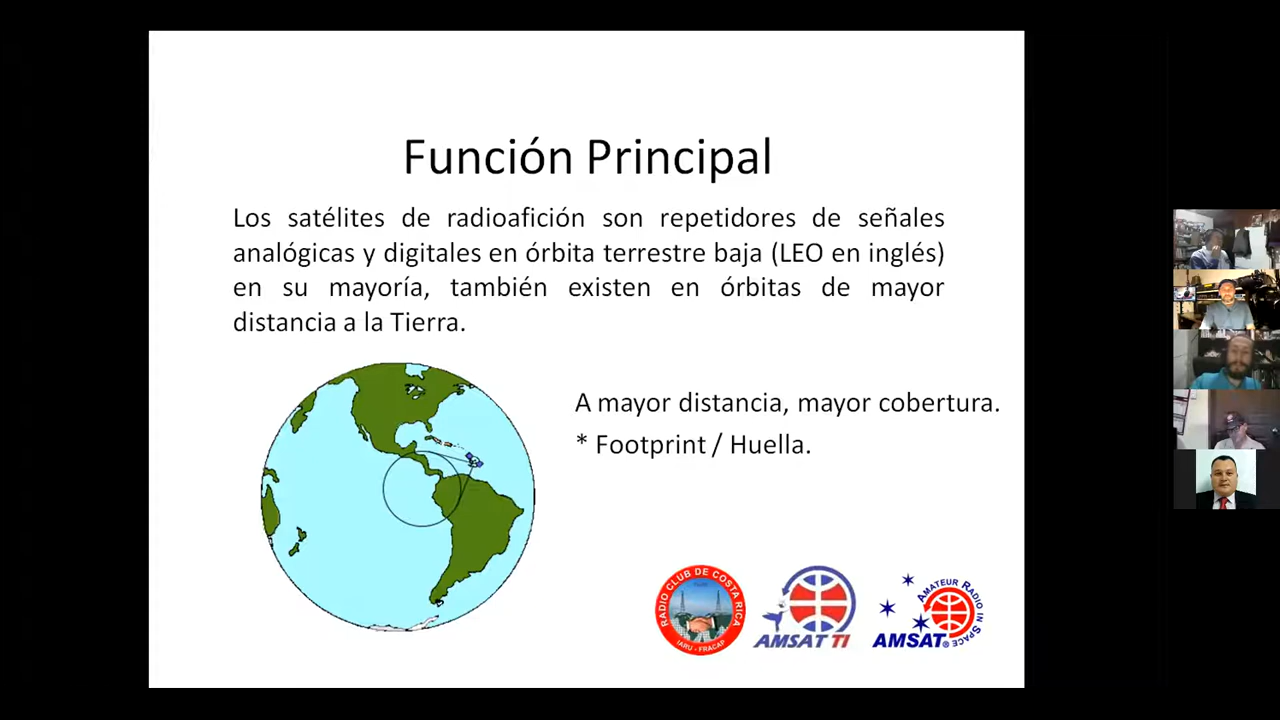 Función Principal
Los satélites de radioafición son repetidores de señales
analógicas y digitales en órbita terrestre baja (LEO en inglés)
en su mayoría, también existen en órbitas de mayor
distancia a la Tierra.
A mayor distancia, mayor cobertura.
* Footprint / Huella.
RADIO CLUB DE COSTA RICA
IARU - FRACAP
AMSAT TI
AMATEUR RADIO IN SPACE
AMSAT®